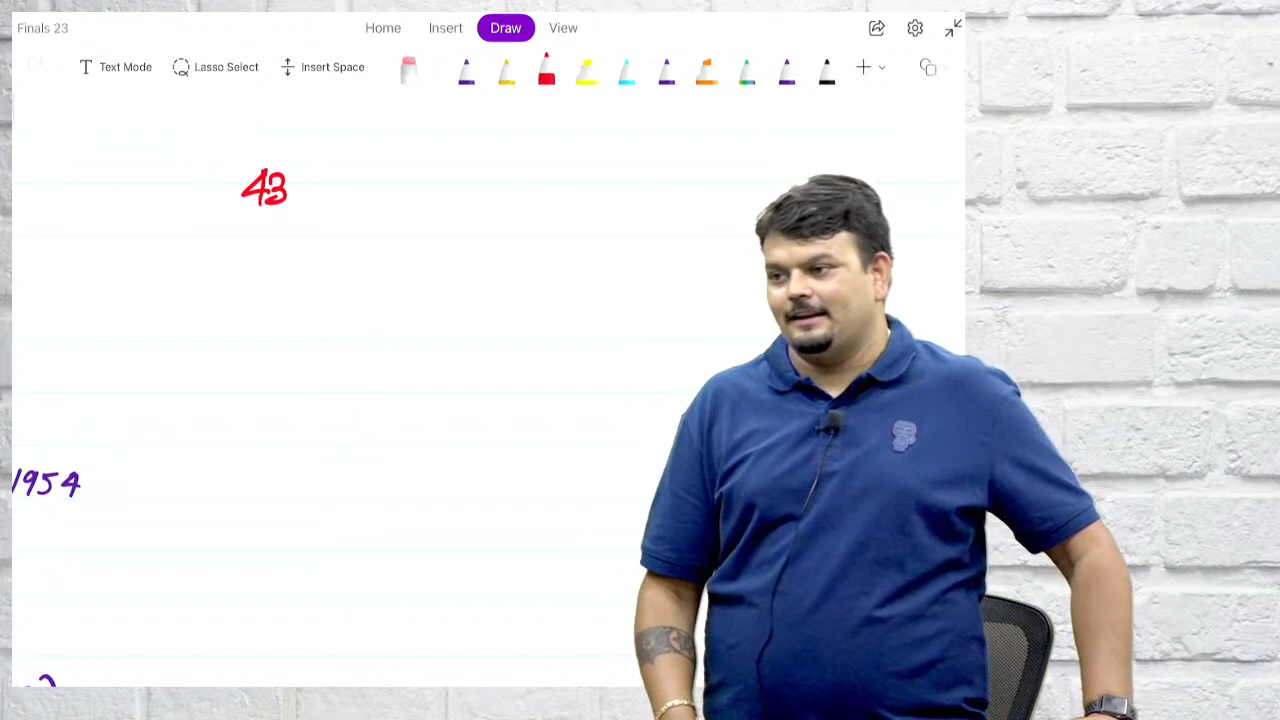 Finals 23
Home Insert Draw View
Text Mode Lasso Select Insert Space
43
1954